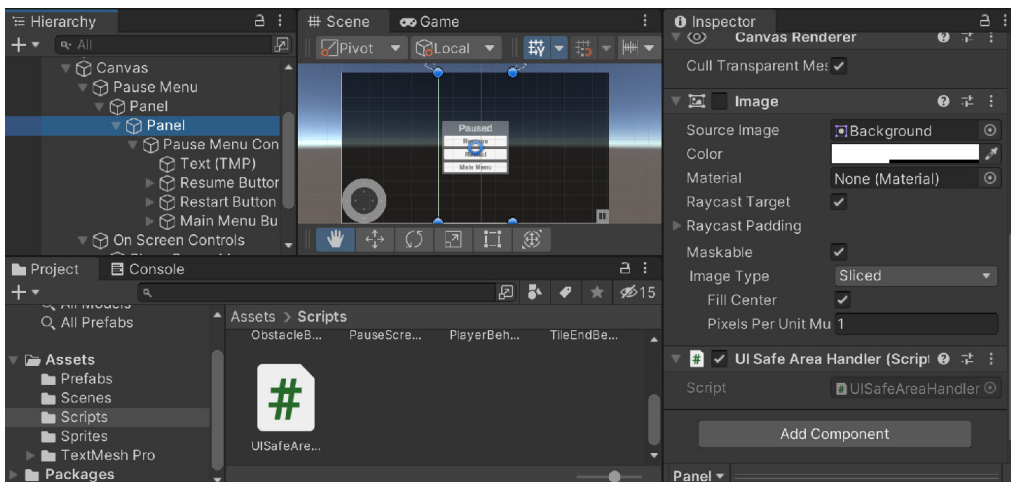 Hierarchy
All
Canvas
Pause Menu
Panel
Panel
Pause Menu Con
Text (TMP)
Resume Buttor
Restart Button
Main Menu Bu
On Screen Controls
Scene
Game
Pivot
Local
Paused
Main Menu
Inspector
Canvas Renderer
Cull Transparent Mes
Image
Source Image
Background
Color
Material
None (Material)
Raycast Target
Raycast Padding
Maskable
Image Type
Sliced
Fill Center
Pixels Per Unit Mu
1
UI Safe Area Handler (Script
Script
UISafeAreaHandler
Add Component
Panel
Project
Console
15
All Prefabs
Assets
Prefabs
Scenes
Scripts
Sprites
TextMesh Pro
Packages
Assets > Scripts
ObstacleB...
PauseScre...
PlayerBeh...
TileEndBe...
#
UISafeAre...